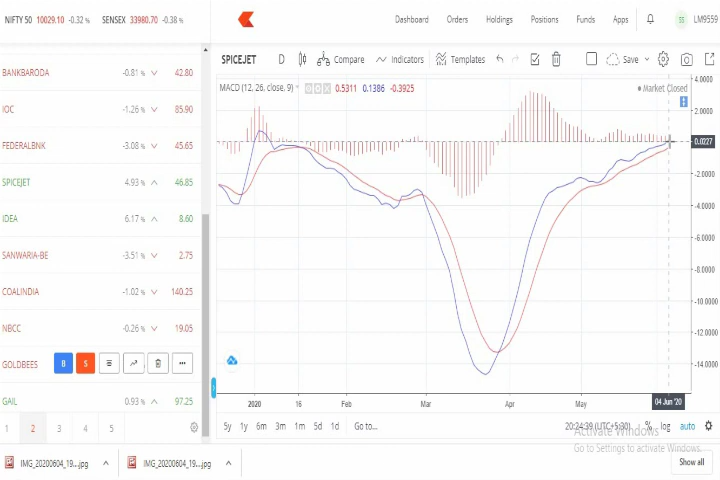 NIFTY 50 10029.10 -0.32 % SENSEX 33980.70 -0.38 %
Dashboard Orders Holdings Positions Funds Apps SS LM9559
SPICEJET D Compare Indicators Templates Save
BANKBARODA -0.81 % 42.80
IOC -1.26 % 85.90
FEDERALBNK -3.08 % 45.65
SPICEJET 4.93 % 46.85
IDEA 6.17 % 8.60
SANWARIA-BE -3.51 % 2.75
COALINDIA -1.02 % 140.25
NBCC -0.26 % 19.05
GOLDBEES B S
GAIL 0.93 % 97.25
1 2 3 4 5
MACD (12, 26, close, 9) 0.5311 0.1386 -0.3925
Market Closed
4.0000
2.0000
0.0227
-2.0000
-4.0000
-6.0000
-8.0000
-10.0000
-12.0000
-14.0000
2020 16 Feb Mar Apr May 04 Jun '20
5y 1y 6m 3m 1m 5d 1d Go to... 20:24:39 (UTC+5:30) % log auto
Activate Windows
Go to Settings to activate Windows.
IMG_20200604_19....jpg IMG_20200604_19....jpg Show all